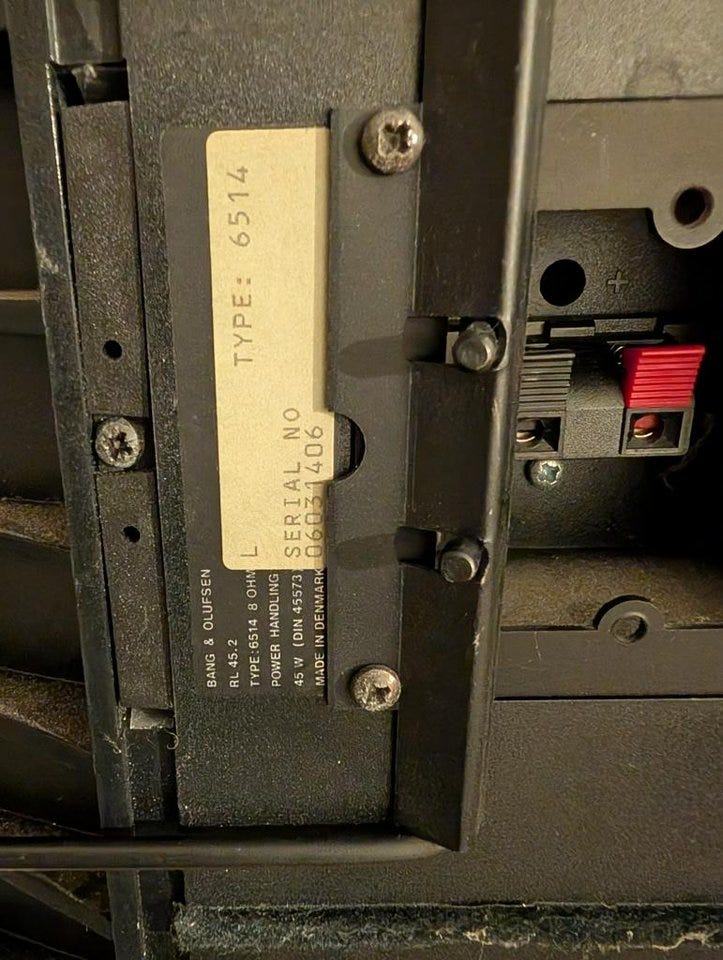 TYPE: 6514
L
SERIAL NO
06031406
BANG & OLUFSEN
RL 45.2
TYPE:6514 8 OHM
POWER HANDLING
45 W (DIN 45573)
MADE IN DENMARK
+